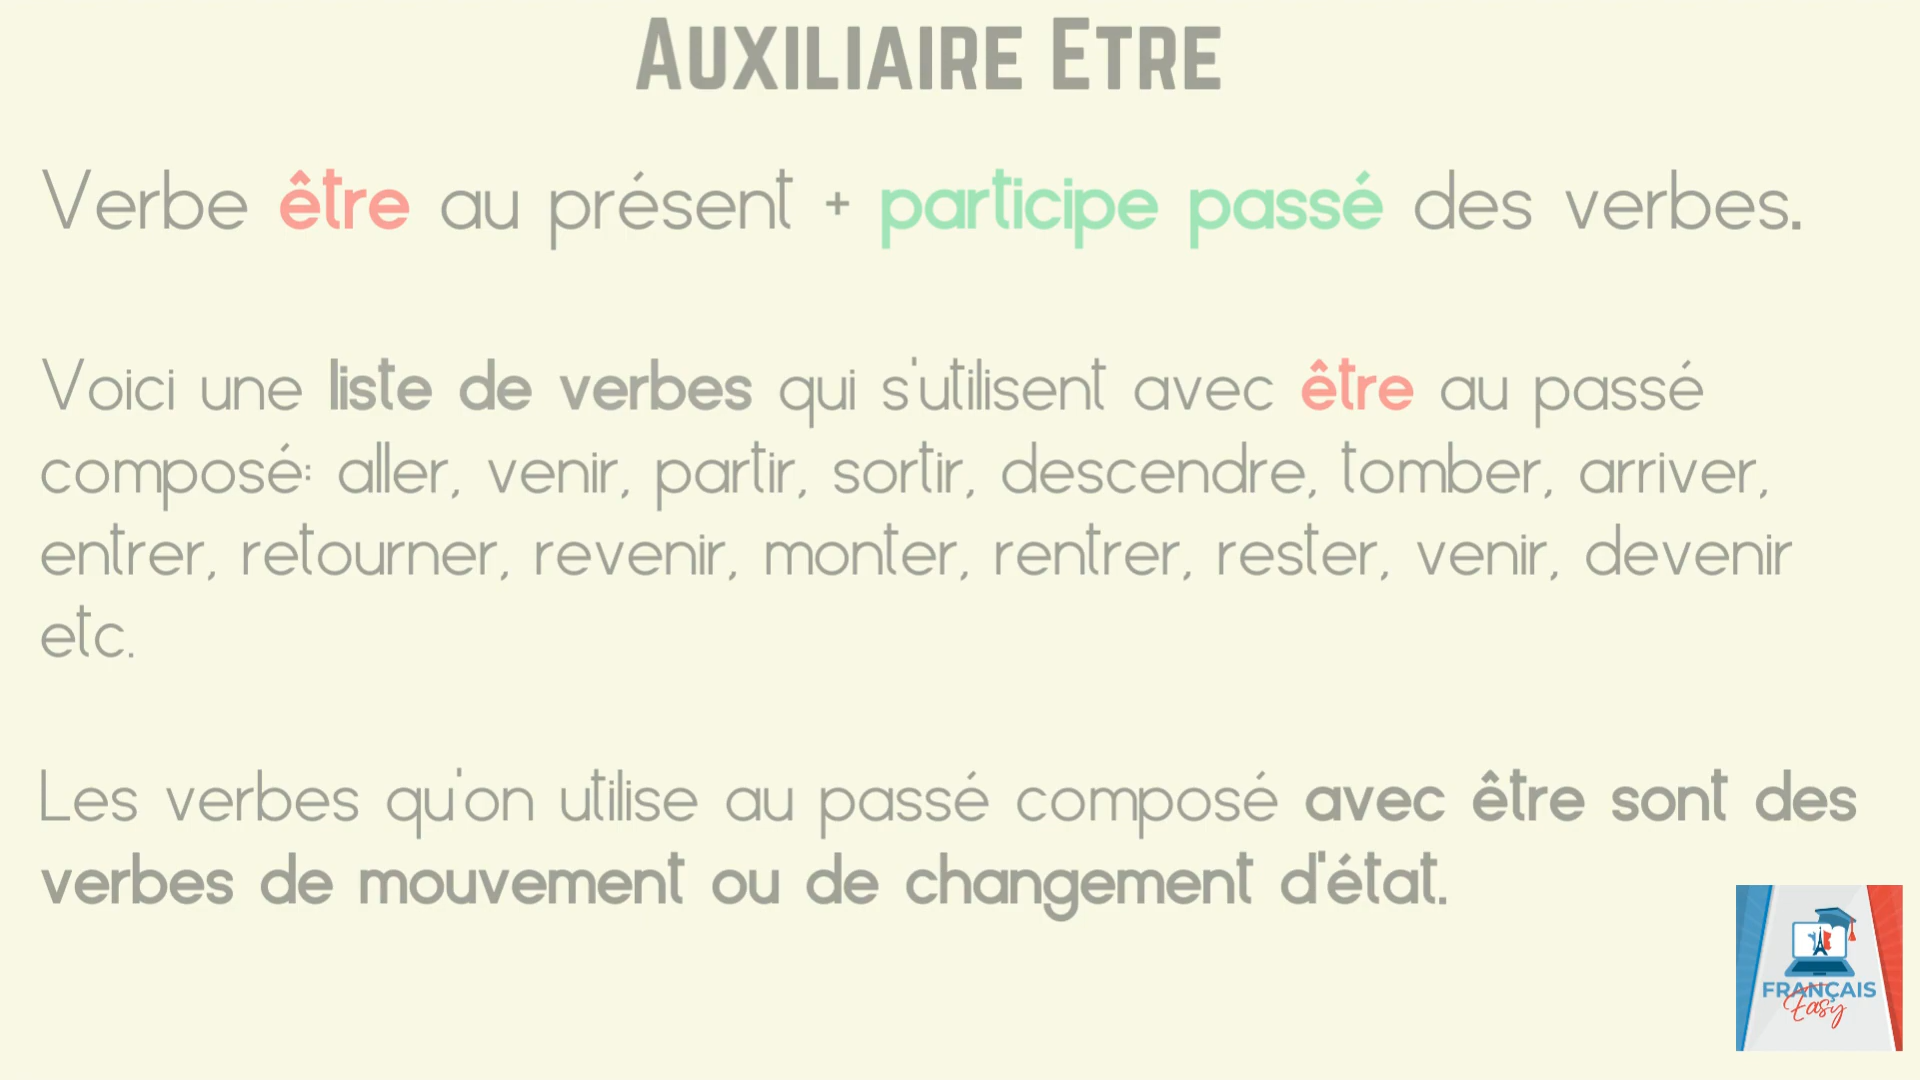 AUXILIAIRE ETRE
Verbe être au présent + participe passé des verbes.
Voici une liste de verbes qui s'utilisent avec être au passé
composé: aller, venir, partir, sortir, descendre, tomber, arriver,
entrer, retourner, revenir, monter, rentrer, rester, venir, devenir
etc.
Les verbes qu'on utilise au passé composé avec être sont des
verbes de mouvement ou de changement d'état.
FRANÇAIS
Easy